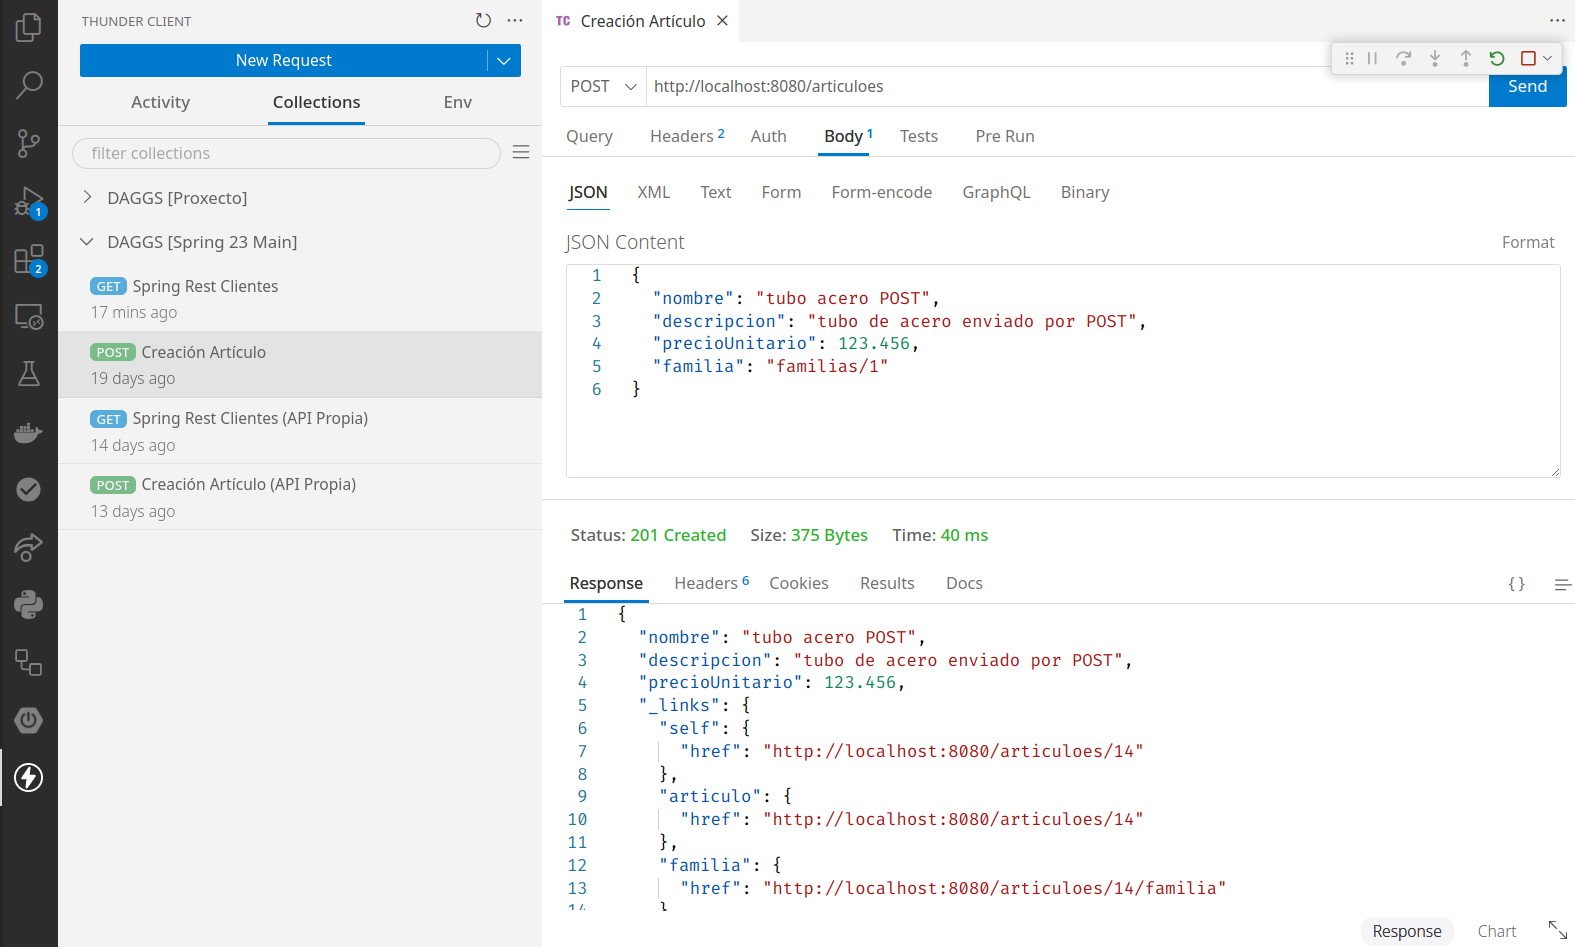 THUNDER CLIENT
New Request
Activity Collections Env
filter collections
DAGGS [Proxecto]
DAGGS [Spring 23 Main]
GET Spring Rest Clientes
17 mins ago
POST Creación Artículo
19 days ago
GET Spring Rest Clientes (API Propia)
14 days ago
POST Creación Artículo (API Propia)
13 days ago
1
2
TC Creación Artículo
POST http://localhost:8080/articuloes Send
Query Headers 2 Auth Body 1 Tests Pre Run
JSON XML Text Form Form-encode GraphQL Binary
JSON Content Format
1 {
2 "nombre": "tubo acero POST",
3 "descripcion": "tubo de acero enviado por POST",
4 "precioUnitario": 123.456,
5 "familia": "familias/1"
6 }
Status: 201 Created Size: 375 Bytes Time: 40 ms
Response Headers 6 Cookies Results Docs { }
1 {
2 "nombre": "tubo acero POST",
3 "descripcion": "tubo de acero enviado por POST",
4 "precioUnitario": 123.456,
5 "_links": {
6 "self": {
7 "href": "http://localhost:8080/articuloes/14"
8 },
9 "articulo": {
10 "href": "http://localhost:8080/articuloes/14"
11 },
12 "familia": {
13 "href": "http://localhost:8080/articuloes/14/familia"
14 }
Response Chart